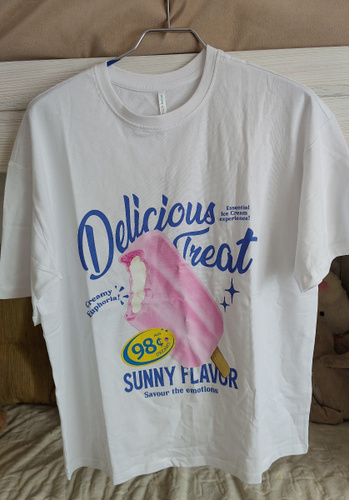 Delicious
Treat
Essential
Ice Cream
experience!
Creamy
Euphoria!
98¢
SUNNY FLAVOR
Savour the emotions